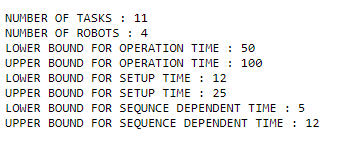 NUMBER OF TASKS : 11
NUMBER OF ROBOTS : 4
LOWER BOUND FOR OPERATION TIME : 50
UPPER BOUND FOR OPERATION TIME : 100
LOWER BOUND FOR SETUP TIME : 12
UPPER BOUND FOR SETUP TIME : 25
LOWER BOUND FOR SEQUNCE DEPENDENT TIME : 5
UPPER BOUND FOR SEQUENCE DEPENDENT TIME : 12